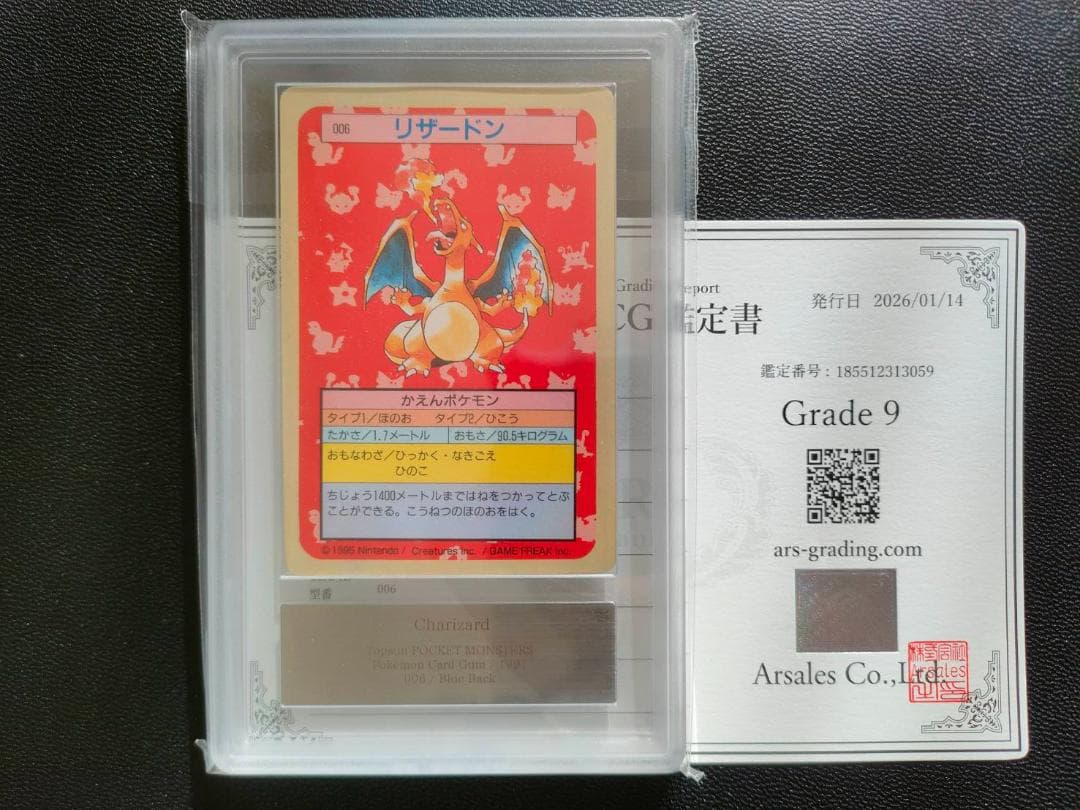 006 リザードン
かえんポケモン
タイプ1/ほのお タイプ2/ひこう
たかさ/1.7メートル おもさ/90.5キログラム
おもなわざ/ひっかく・なきごえ
ひのこ
ちじょう1400メートルまではねをつかってとぶ
ことができる。こうねつのほのおをはく。
©1995 Nintendo / Creatures inc. / GAME FREAK inc.
型番 006
Charizard
Topsun POCKET MONSTERS
Pokemon Card Gum / 1997
006 / Blue Back
発行日 2026/01/14
鑑定書
鑑定番号:185512313059
Grade 9
ars-grading.com
Arsales Co.,Ltd.